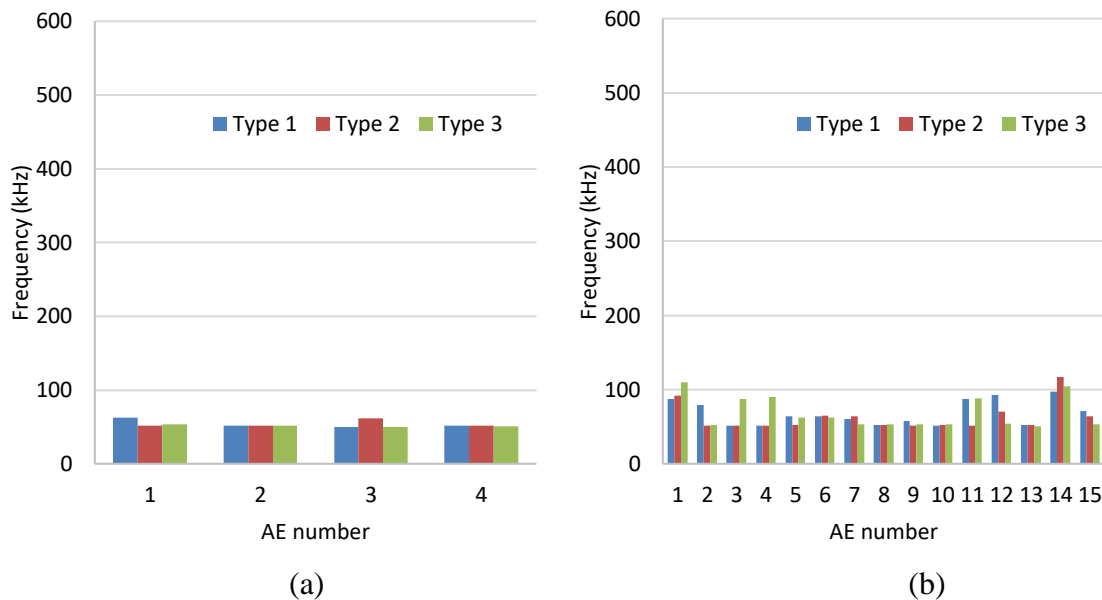 600
500
400
300
200
100
0
Frequency (kHz)
Type 1 Type 2 Type 3
1 2 3 4
AE number
(a)
600
500
400
300
200
100
0
Frequency (kHz)
Type 1 Type 2 Type 3
1 2 3 4 5 6 7 8 9 10 11 12 13 14 15
AE number
(b)